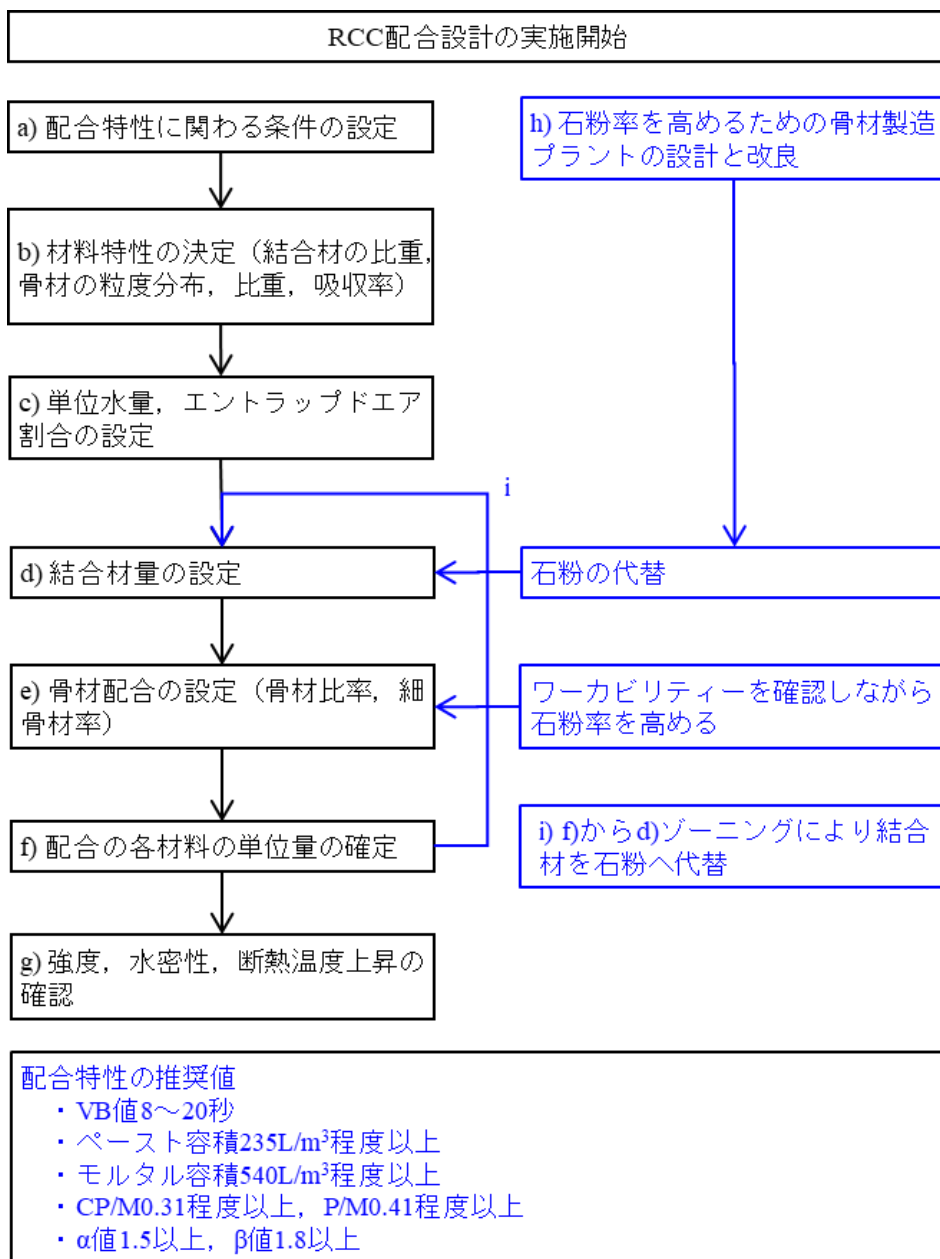 RCC配合設計の実施開始
a) 配合特性に関わる条件の設定
h) 石粉率を高めるための骨材製造
プラントの設計と改良
b) 材料特性の決定（結合材の比重,
骨材の粒度分布，比重，吸収率）
c) 単位水量，エントラップドエア
割合の設定
i
d) 結合材量の設定
石粉の代替
e) 骨材配合の設定（骨材比率，細
骨材率）
ワーカビリティーを確認しながら
石粉率を高める
f) 配合の各材料の単位量の確定
i) f)からd)ゾーニングにより結合
材を石粉へ代替
g) 強度，水密性，断熱温度上昇の
確認
配合特性の推奨値
・VB値8～20秒
・ペースト容積235L/m³程度以上
・モルタル容積540L/m³程度以上
・CP/M0.31程度以上，P/M0.41程度以上
・α値1.5以上，β値1.8以上